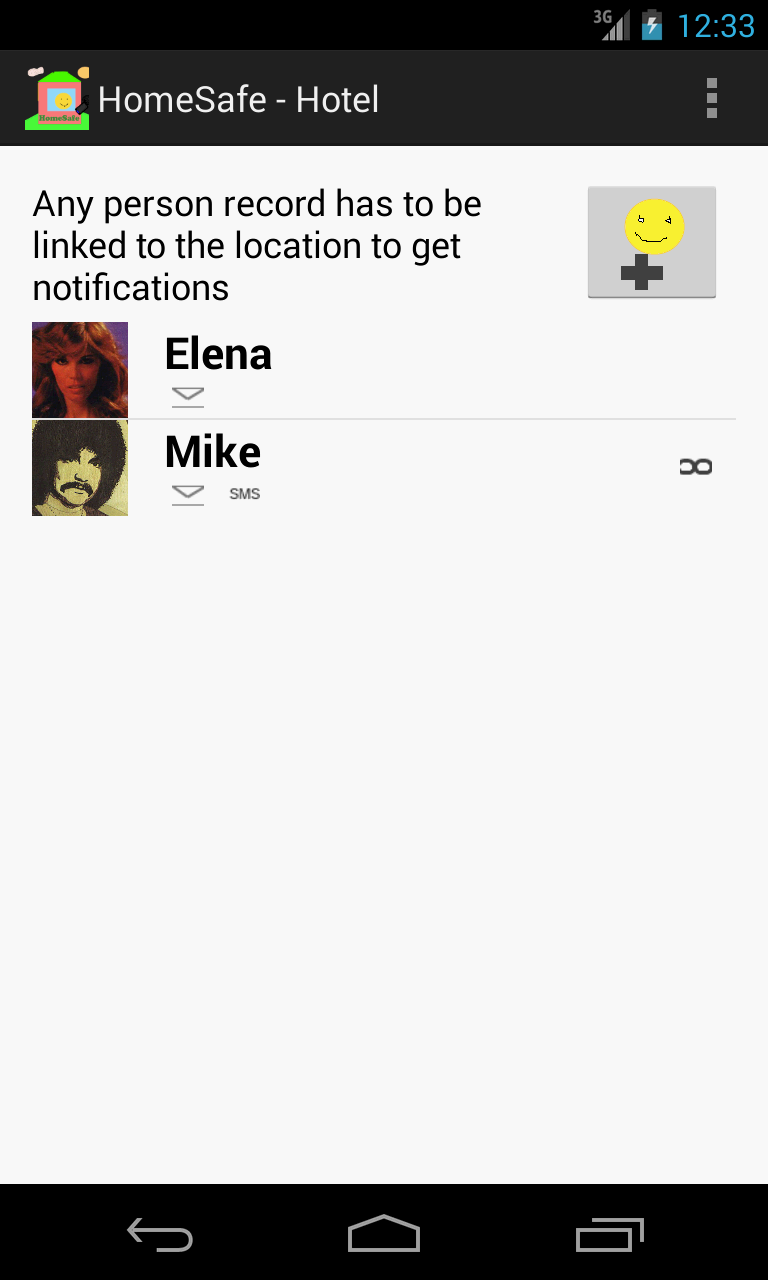 3G 12:33
HomeSafe
HomeSafe - Hotel
Any person record has to be
linked to the location to get
notifications
Elena
Mike
SMS